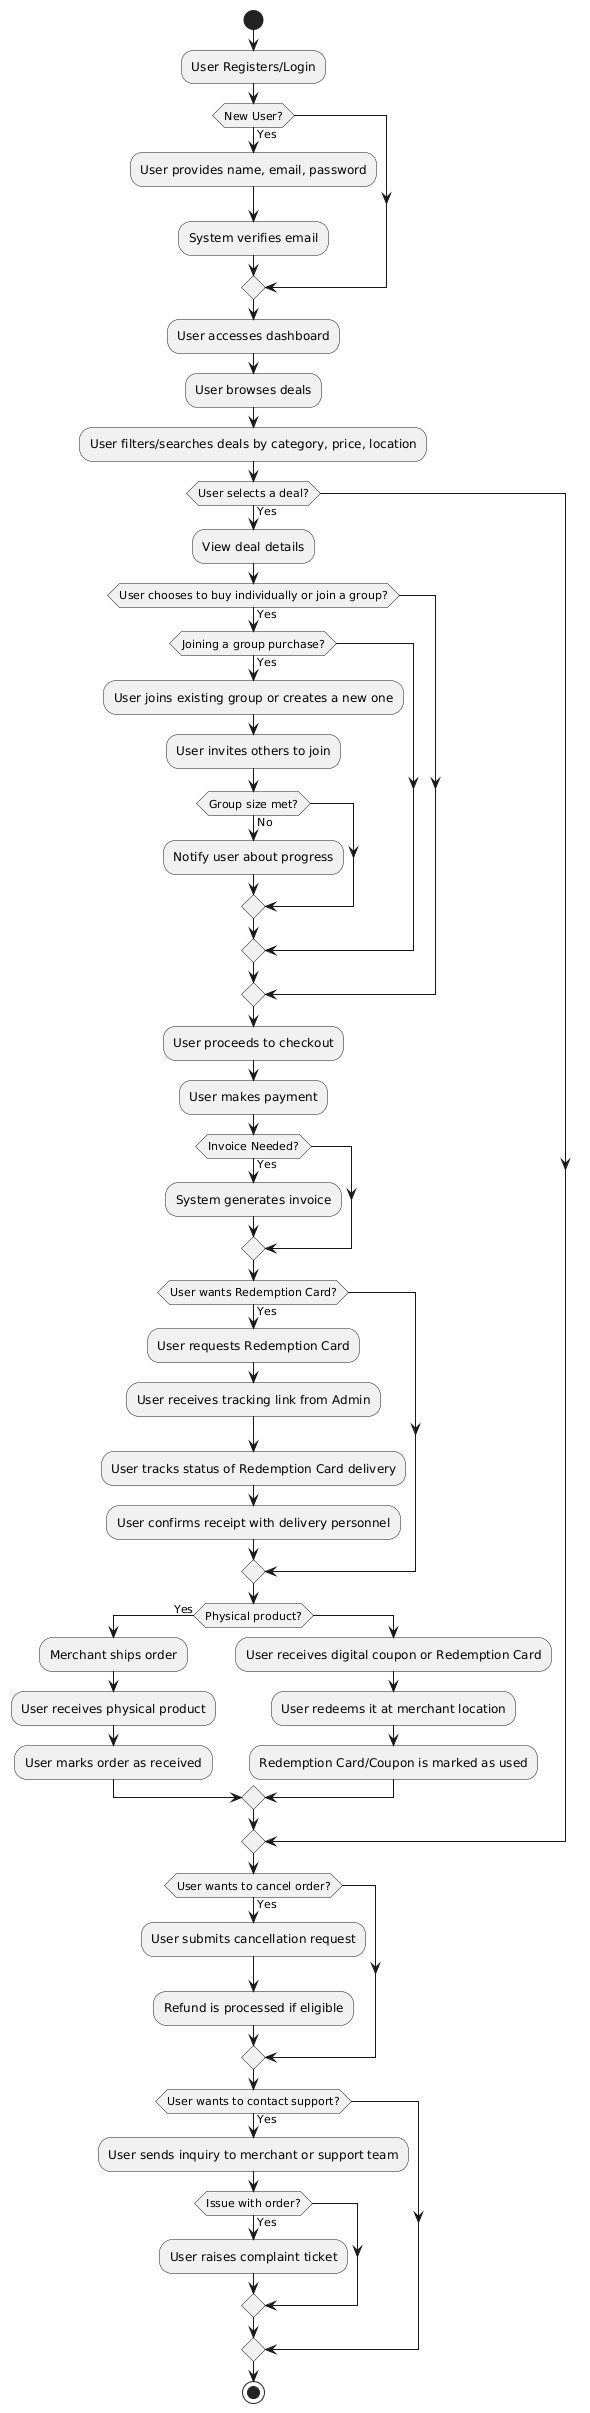 User Registers/Login
New User?
Yes
User provides name, email, password
System verifies email
User accesses dashboard
User browses deals
User filters/searches deals by category, price, location
User selects a deal?
Yes
View deal details
User chooses to buy individually or join a group?
Yes
Joining a group purchase?
Yes
User joins existing group or creates a new one
User invites others to join
Group size met?
No
Notify user about progress
User proceeds to checkout
User makes payment
Invoice Needed?
Yes
System generates invoice
User wants Redemption Card?
Yes
User requests Redemption Card
User receives tracking link from Admin
User tracks status of Redemption Card delivery
User confirms receipt with delivery personnel
Yes
Physical product?
Merchant ships order
User receives digital coupon or Redemption Card
User receives physical product
User redeems it at merchant location
User marks order as received
Redemption Card/Coupon is marked as used
User wants to cancel order?
Yes
User submits cancellation request
Refund is processed if eligible
User wants to contact support?
Yes
User sends inquiry to merchant or support team
Issue with order?
Yes
User raises complaint ticket